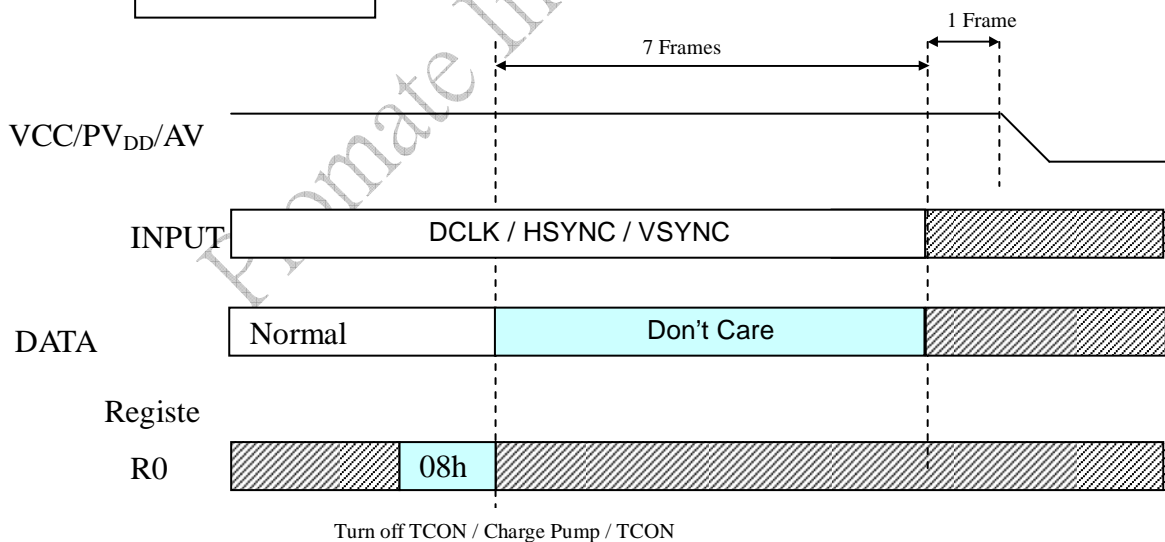 1 Frame
7 Frames
VCC/PVDD/AV
INPUT
DCLK / HSYNC / VSYNC
DATA
Normal
Don't Care
Registe
R0
08h
Turn off TCON / Charge Pump / TCON